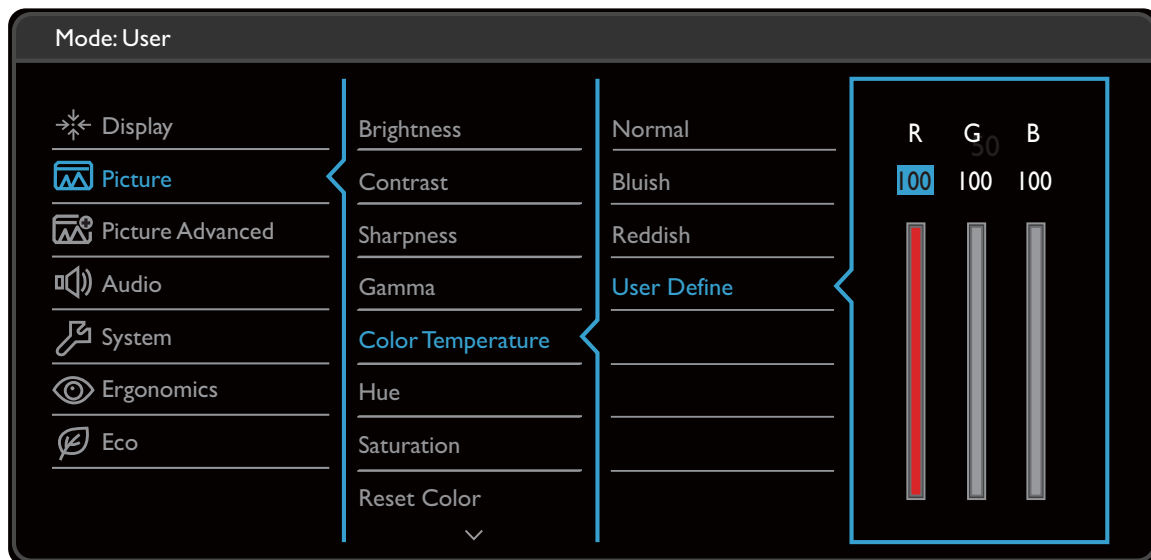 Mode: User
Display
Picture
Picture Advanced
Audio
System
Ergonomics
Eco
Brightness
Contrast
Sharpness
Gamma
Color Temperature
Hue
Saturation
Reset Color
Normal
Bluish
Reddish
User Define
R G B
50
100 100 100